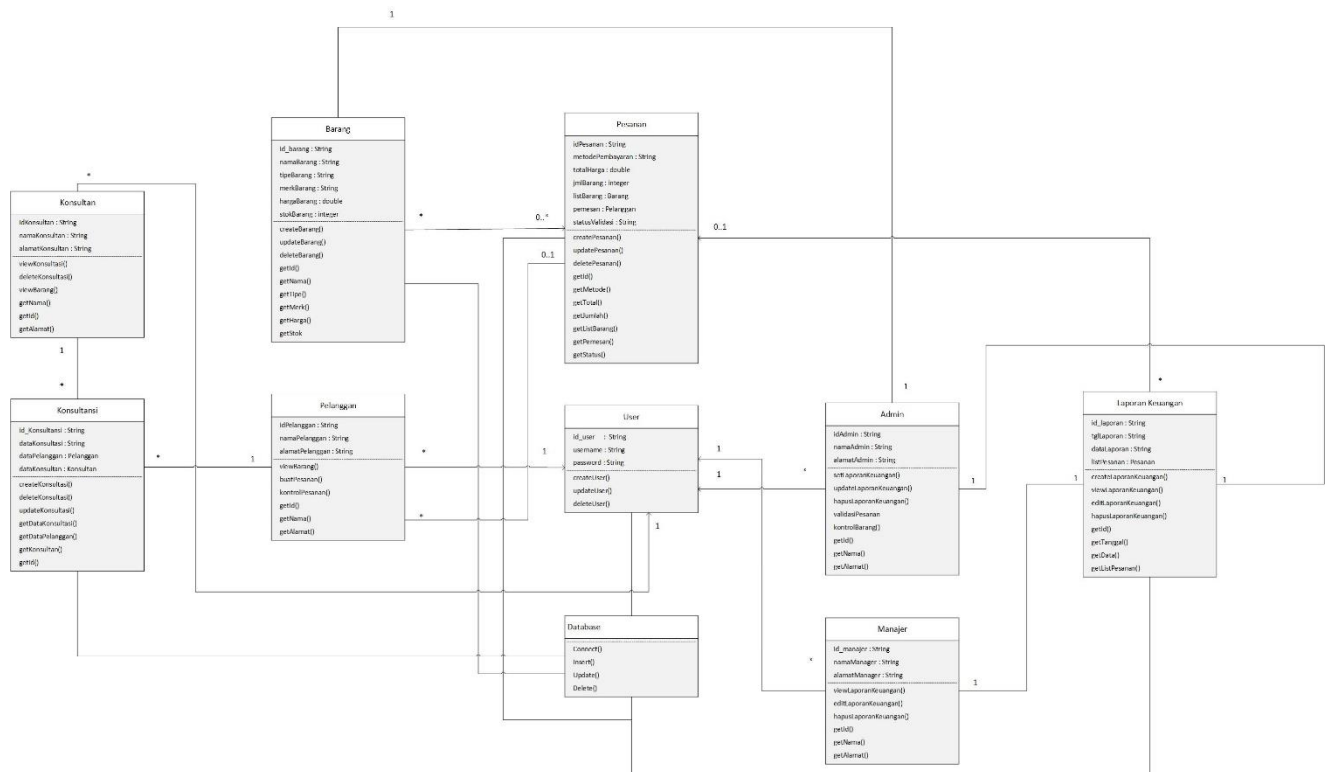 1
Barang
id_barang : String
namaBarang : String
tipeBarang : String
merkBarang : String
hargaBarang : double
stokBarang : integer
createBarang()
updateBarang()
deleteBarang()
getId()
getNama()
getTipe()
getMerk()
getHarga()
getStok
*
0..*
Pesanan
idPesanan : String
metodePembayaran : String
totalHarga : double
jmlBarang : integer
listBarang : Barang
pemesan : Pelanggan
statusValidasi : String
createPesanan()
updatePesanan()
deletePesanan()
getId()
getMetode()
getTotal()
getJumlah()
getListBarang()
getPemesan()
getStatus()
0..1
0..1
*
Konsultan
idKonsultan : String
namaKonsultan : String
alamatKonsultan : String
viewKonsultasi()
deleteKonsultasi()
viewBarang()
getNama()
getId()
getAlamat()
1
*
Konsultansi
id_Konsultansi : String
dataKonsultasi : String
dataPelanggan : Pelanggan
dataKonsultan : Konsultan
createKonsultasi()
deleteKonsultasi()
updateKonsultasi()
getDataKonsultasi()
getDataPelanggan()
getKonsultan()
getId()
*
1
Pelanggan
idPelanggan : String
namaPelanggan : String
alamatPelanggan : String
viewBarang()
buatPesanan()
kontrolPesanan()
getId()
getNama()
getAlamat()
*
1
*
User
id_user : String
username : String
password : String
createUser()
updateUser()
deleteUser()
1
1
1
*
1
Admin
idAdmin : String
namaAdmin : String
alamatAdmin : String
setLaporanKeuangan()
updateLaporanKeuangan()
hapusLaporanKeuangan()
validasiPesanan
kontrolBarang()
getId()
getNama()
getAlamat()
1
1
*
Laporan Keuangan
id_laporan : String
tglLaporan : String
dataLaporan : String
listPesanan : Pesanan
createLaporanKeuangan()
viewLaporanKeuangan()
editLaporanKeuangan()
hapusLaporanKeuangan()
getId()
getTanggal()
getData()
getListPesanan()
1
Database
Connect()
Insert()
Update()
Delete()
*
Manajer
id_manajer : String
namaManager : String
alamatManager : String
viewLaporanKeuangan()
editLaporanKeuangan()
hapusLaporanKeuangan()
getId()
getNama()
getAlamat()
1